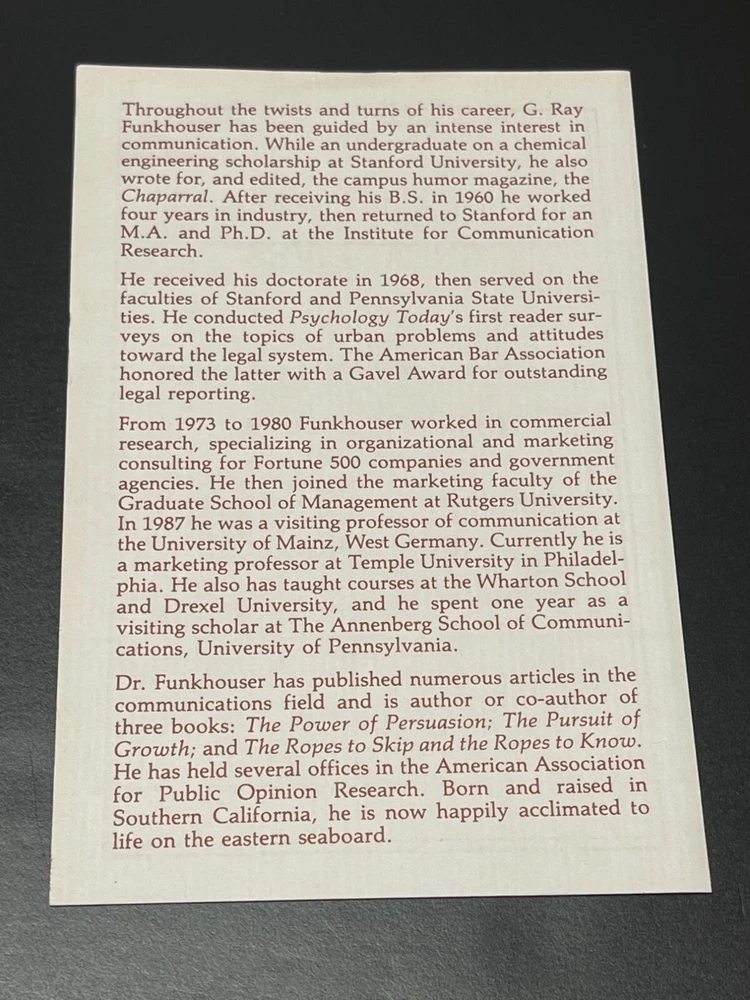 Throughout the twists and turns of his career, G. Ray
Funkhouser has been guided by an intense interest in
communication. While an undergraduate on a chemical
engineering scholarship at Stanford University, he also
wrote for, and edited, the campus humor magazine, the
Chaparral. After receiving his B.S. in 1960 he worked
four years in industry, then returned to Stanford for an
M.A. and Ph.D. at the Institute for Communication
Research.
He received his doctorate in 1968, then served on the
faculties of Stanford and Pennsylvania State Universi-
ties. He conducted Psychology Today's first reader sur-
veys on the topics of urban problems and attitudes
toward the legal system. The American Bar Association
honored the latter with a Gavel Award for outstanding
legal reporting.
From 1973 to 1980 Funkhouser worked in commercial
research, specializing in organizational and marketing
consulting for Fortune 500 companies and government
agencies. He then joined the marketing faculty of the
Graduate School of Management at Rutgers University.
In 1987 he was a visiting professor of communication at
the University of Mainz, West Germany. Currently he is
a marketing professor at Temple University in Philadel-
phia. He also has taught courses at the Wharton School
and Drexel University, and he spent one year as a
visiting scholar at The Annenberg School of Communi-
cations, University of Pennsylvania.
Dr. Funkhouser has published numerous articles in the
communications field and is author or co-author of
three books: The Power of Persuasion; The Pursuit of
Growth; and The Ropes to Skip and the Ropes to Know.
He has held several offices in the American Association
for Public Opinion Research. Born and raised in
Southern California, he is now happily acclimated to
life on the eastern seaboard.